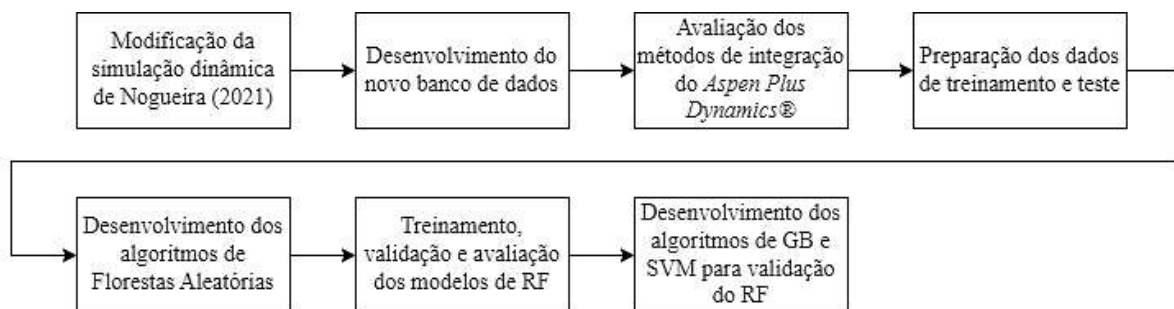 Modificação da
simulação dinâmica
de Nogueira (2021)
Desenvolvimento do
novo banco de dados
Avaliação dos
métodos de integração
do Aspen Plus
Dynamics®
Preparação dos dados
de treinamento e teste
Desenvolvimento dos
algoritmos de
Florestas Aleatórias
Treinamento,
validação e avaliação
dos modelos de RF
Desenvolvimento dos
algoritmos de GB e
SVM para validação
do RF